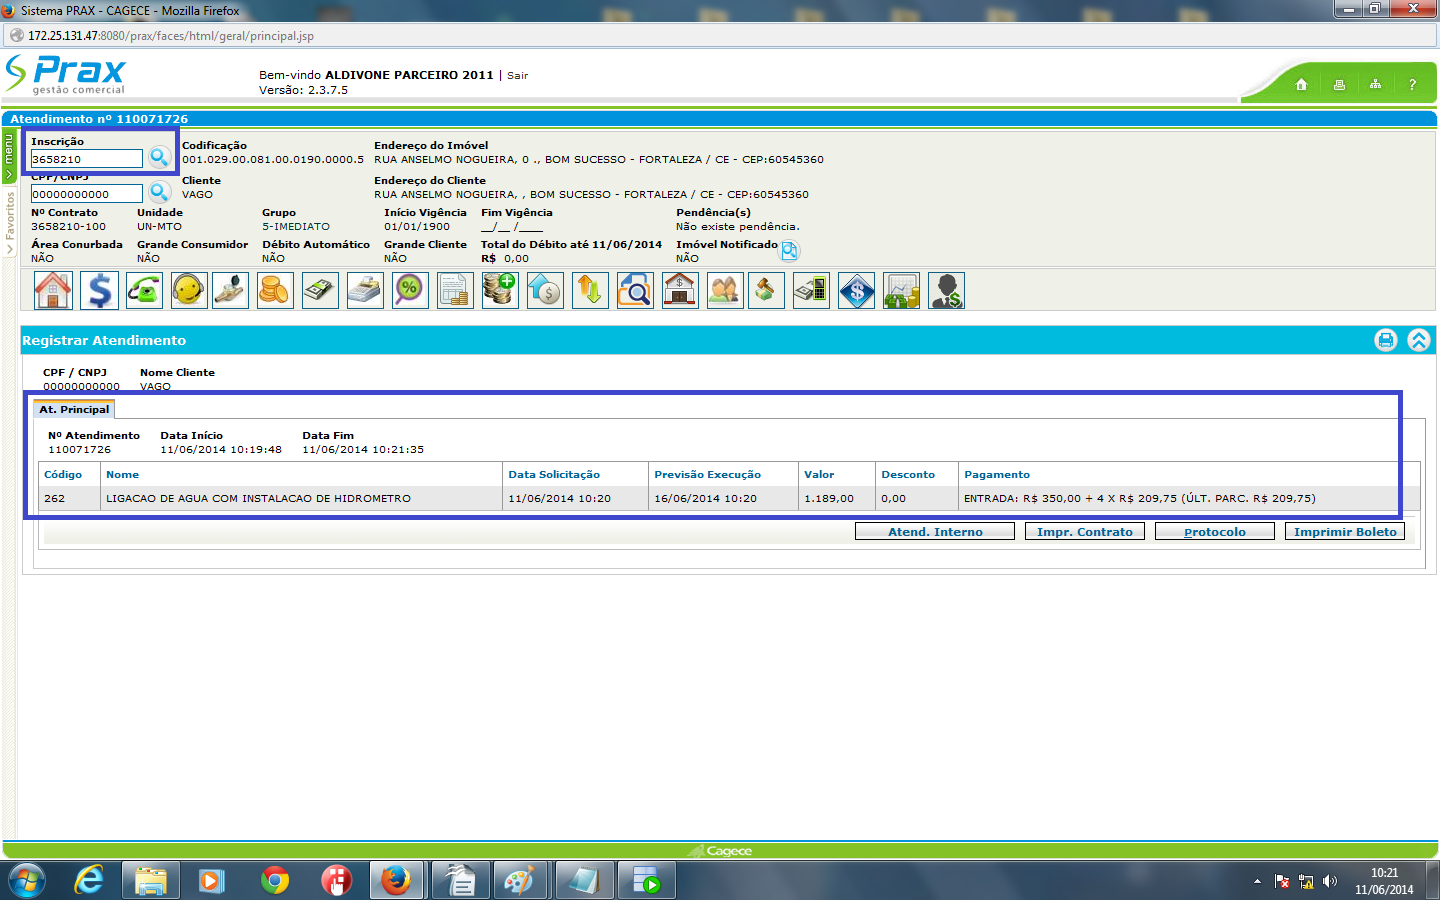 Sistema PRAX - CAGECE - Mozilla Firefox
172.25.131.47:8080/prax/faces/html/geral/principal.jsp
Prax
gestão comercial
Bem-vindo ALDIVONE PARCEIRO 2011 | Sair
Versão: 2.3.7.5
?
Atendimento nº 110071726
menu
Favoritos
Inscrição
3658210
Codificação
001.029.00.081.00.0190.0000.5
Endereço do Imóvel
RUA ANSELMO NOGUEIRA, 0 ., BOM SUCESSO - FORTALEZA / CE - CEP:60545360
CPF/CNPJ
00000000000
Cliente
VAGO
Endereço do Cliente
RUA ANSELMO NOGUEIRA, , BOM SUCESSO - FORTALEZA / CE - CEP:60545360
Nº Contrato Unidade Grupo Início Vigência Fim Vigência Pendência(s)
3658210-100 UN-MTO 5-IMEDIATO 01/01/1900 __/__ /____ Não existe pendência.
Área Conurbada Grande Consumidor Débito Automático Grande Cliente Total do Débito até 11/06/2014 Imóvel Notificado
NÃO NÃO NÃO NÃO R$ 0,00 NÃO
Registrar Atendimento
CPF / CNPJ Nome Cliente
00000000000 VAGO
At. Principal
Nº Atendimento Data Início Data Fim
110071726 11/06/2014 10:19:48 11/06/2014 10:21:35
Código Nome Data Solicitação Previsão Execução Valor Desconto Pagamento
262 LIGACAO DE AGUA COM INSTALACAO DE HIDROMETRO 11/06/2014 10:20 16/06/2014 10:20 1.189,00 0,00 ENTRADA: R$ 350,00 + 4 X R$ 209,75 (ÚLT. PARC. R$ 209,75)
Atend. Interno Impr. Contrato Protocolo Imprimir Boleto
Cagece
10:21
11/06/2014